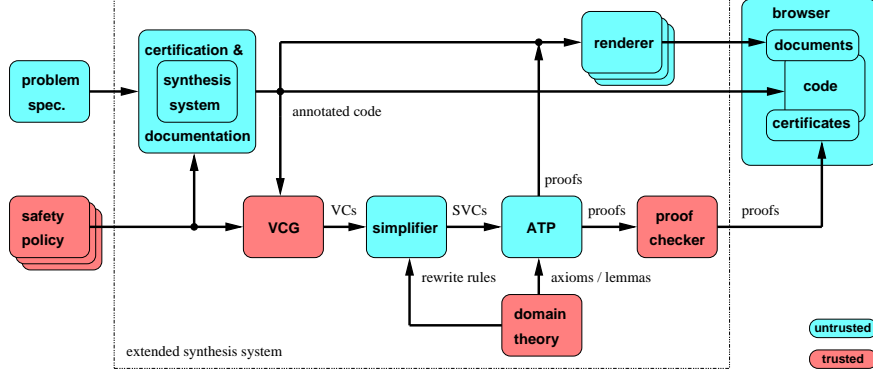 browser
certification &
renderer
documents
synthesis
system
problem
spec.
code
documentation
annotated code
certificates
proofs
safety
policy
VCG
VCs
simplifier
SVCs
ATP
proofs
proof
checker
proofs
rewrite rules
axioms / lemmas
domain
theory
untrusted
extended synthesis system
trusted